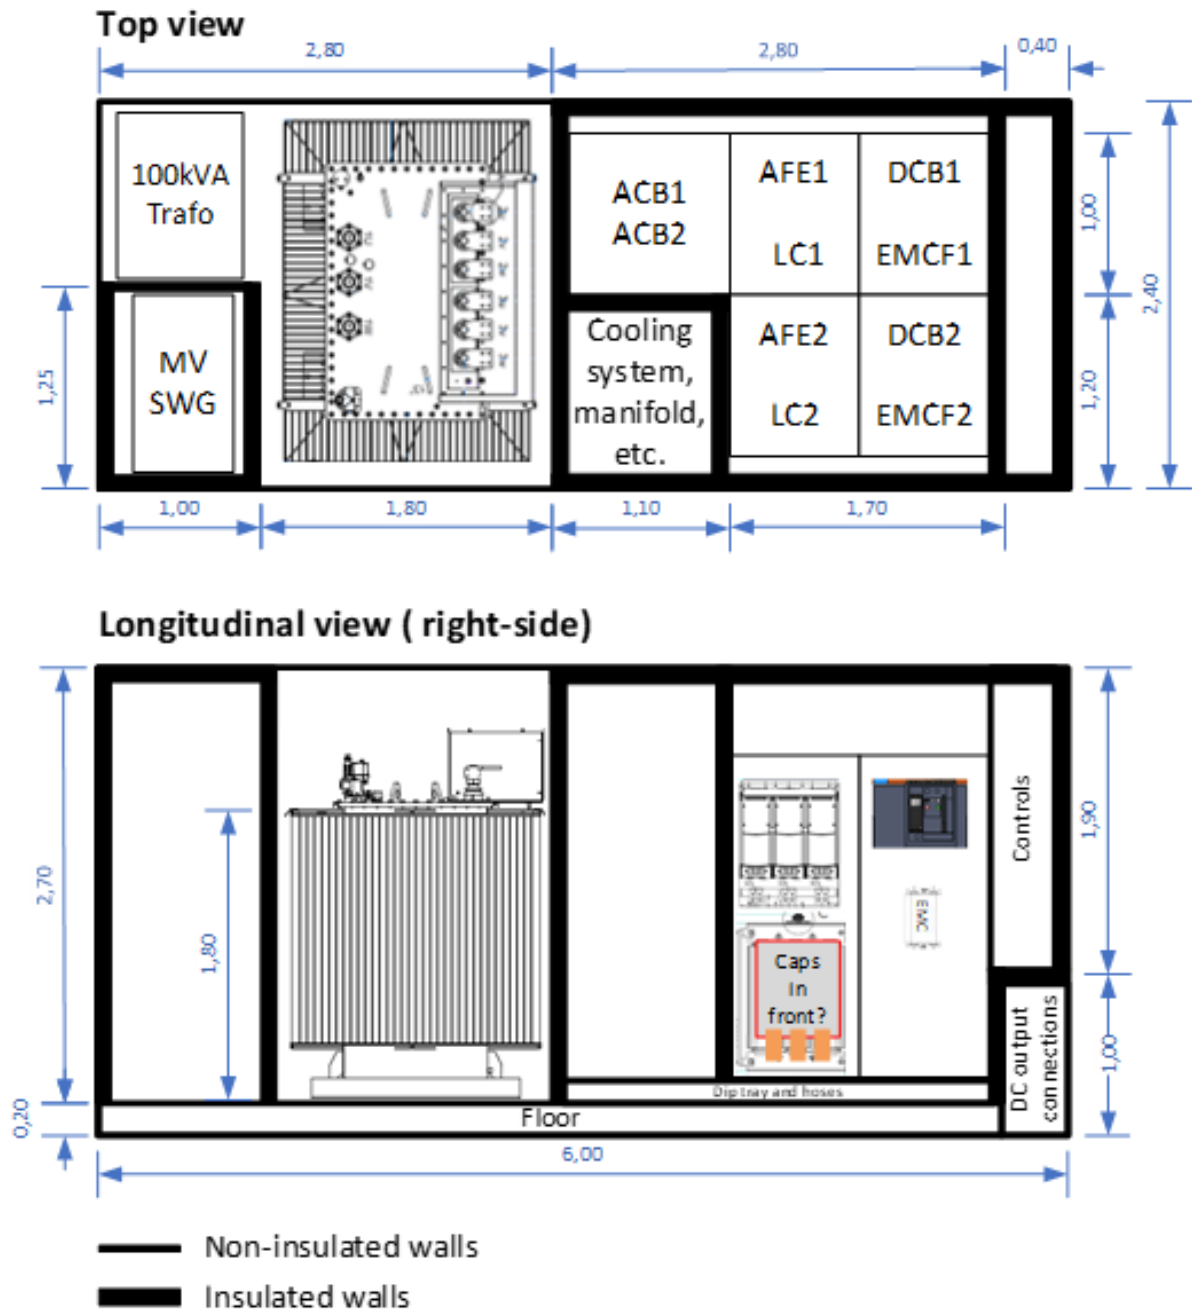 Top view
2,80
2,80
0,40
100kVA
Trafo
ACB1
ACB2
AFE1
DCB1
LC1
EMCF1
1,00
2,40
MV
SWG
1,25
Cooling
system,
manifold,
etc.
AFE2
DCB2
LC2
EMCF2
1,20
1,00
1,80
1,10
1,70
Longitudinal view ( right-side)
2,70
1,80
Controls
1,90
EMC
Caps
in
front?
DC output
connections
1,00
Dip tray and hoses
0,20
Floor
6,00
Non-insulated walls
Insulated walls